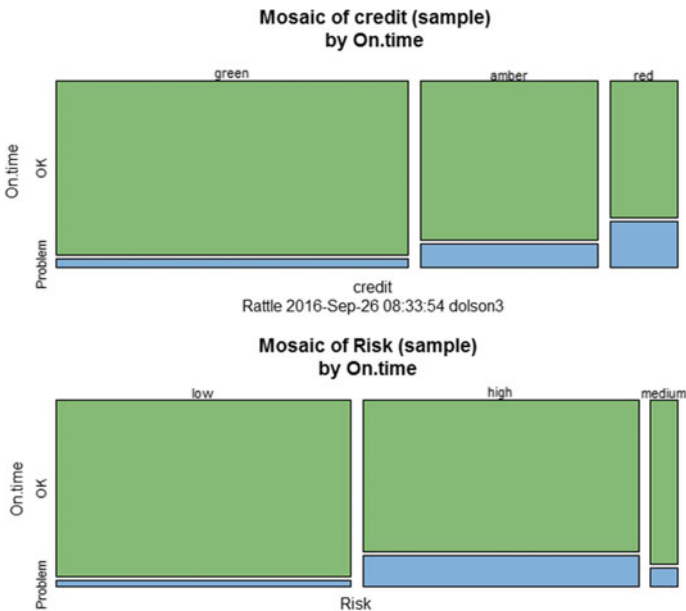 Mosaic of credit (sample)
by On.time
green amber red
On.time
OK
Problem
credit
Rattle 2016-Sep-26 08:33:54 dolson3
Mosaic of Risk (sample)
by On.time
low high medium
On.time
OK
Problem
Risk